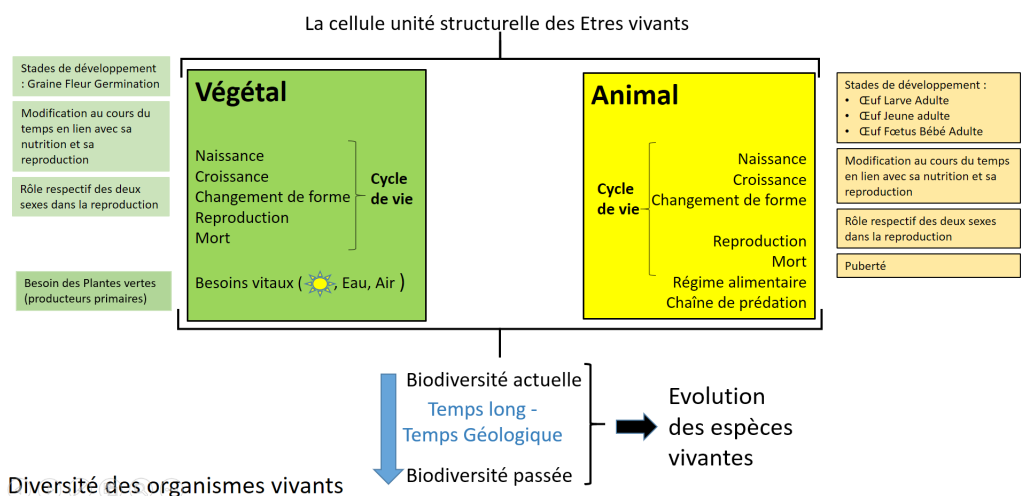 La cellule unité structurelle des Etres vivants
Stades de développement
: Graine Fleur Germination
Modification au cours du
temps en lien avec sa
nutrition et sa
reproduction
Rôle respectif des deux
sexes dans la reproduction
Besoin des Plantes vertes
(producteurs primaires)
Végétal
Naissance
Croissance
Changement de forme
Reproduction
Mort
Cycle
de vie
Besoins vitaux ( , Eau, Air )
Animal
Cycle
de vie
Naissance
Croissance
Changement de forme
Reproduction
Mort
Régime alimentaire
Chaîne de prédation
Stades de développement :
• Œuf Larve Adulte
• Œuf Jeune adulte
• Œuf Fœtus Bébé Adulte
Modification au cours du temps
en lien avec sa nutrition et sa
reproduction
Rôle respectif des deux sexes
dans la reproduction
Puberté
Biodiversité actuelle
Temps long -
Temps Géologique
Biodiversité passée
Evolution
des espèces
vivantes
Diversité des organismes vivants